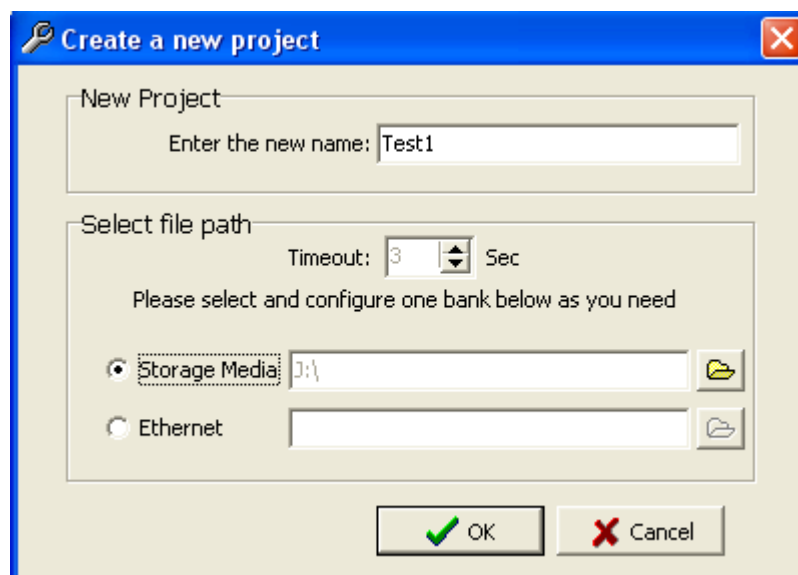 Create a new project
New Project
Enter the new name: Test1
Select file path
Timeout: 3 Sec
Please select and configure one bank below as you need
Storage Media J:\
Ethernet
OK Cancel